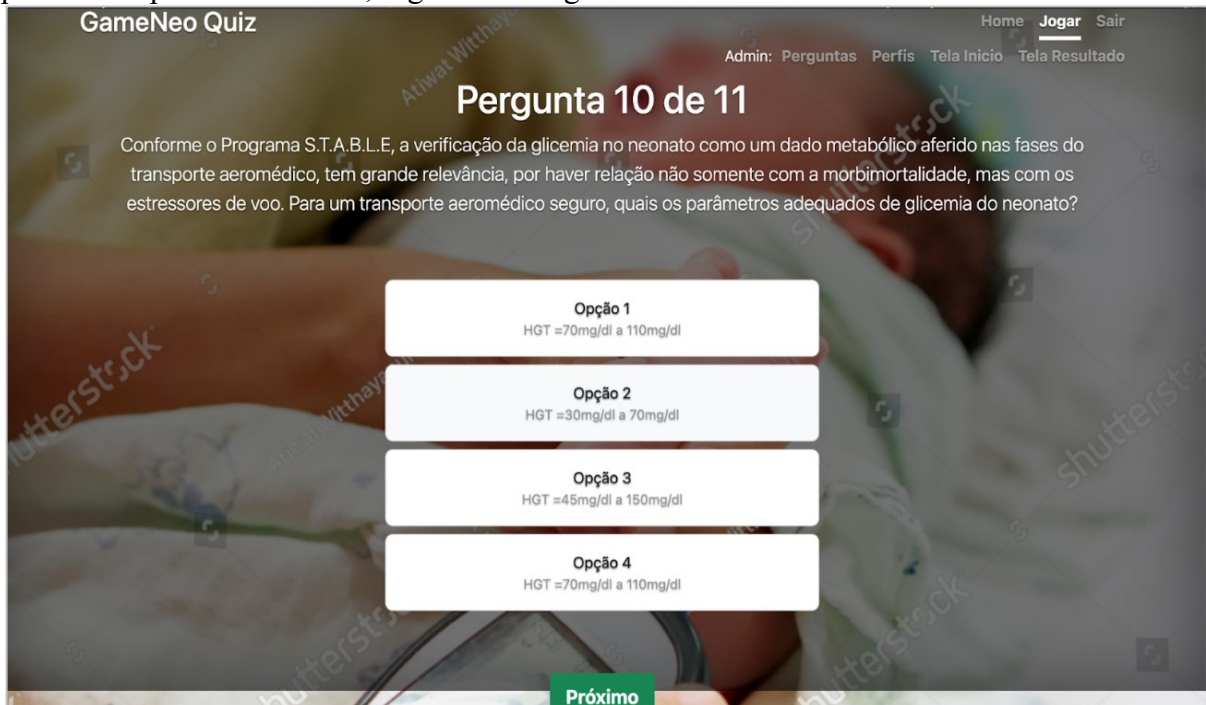 GameNeo Quiz
Home Jogar Sair
Admin: Perguntas Perfis Tela Inicio Tela Resultado
Pergunta 10 de 11
Conforme o Programa S.T.A.B.L.E, a verificação da glicemia no neonato como um dado metabólico aferido nas fases do
transporte aeromédico, tem grande relevância, por haver relação não somente com a morbimortalidade, mas com os
estressores de voo. Para um transporte aeromédico seguro, quais os parâmetros adequados de glicemia do neonato?
Opção 1
HGT =70mg/dl a 110mg/dl
Opção 2
HGT =30mg/dl a 70mg/dl
Opção 3
HGT =45mg/dl a 150mg/dl
Opção 4
HGT =70mg/dl a 110mg/dl
Próximo
shutterstock